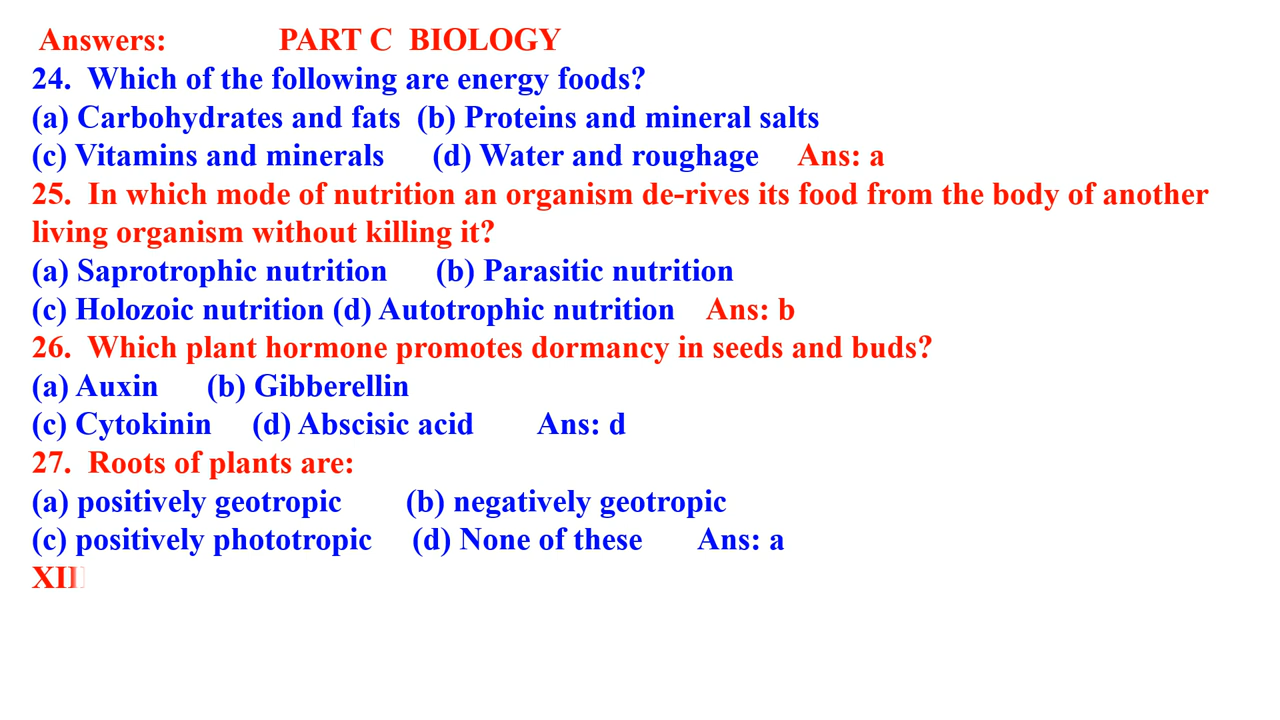 Answers: PART C BIOLOGY
24. Which of the following are energy foods?
(a) Carbohydrates and fats (b) Proteins and mineral salts
(c) Vitamins and minerals (d) Water and roughage Ans: a
25. In which mode of nutrition an organism de-rives its food from the body of another
living organism without killing it?
(a) Saprotrophic nutrition (b) Parasitic nutrition
(c) Holozoic nutrition (d) Autotrophic nutrition Ans: b
26. Which plant hormone promotes dormancy in seeds and buds?
(a) Auxin (b) Gibberellin
(c) Cytokinin (d) Abscisic acid Ans: d
27. Roots of plants are:
(a) positively geotropic (b) negatively geotropic
(c) positively phototropic (d) None of these Ans: a
XII